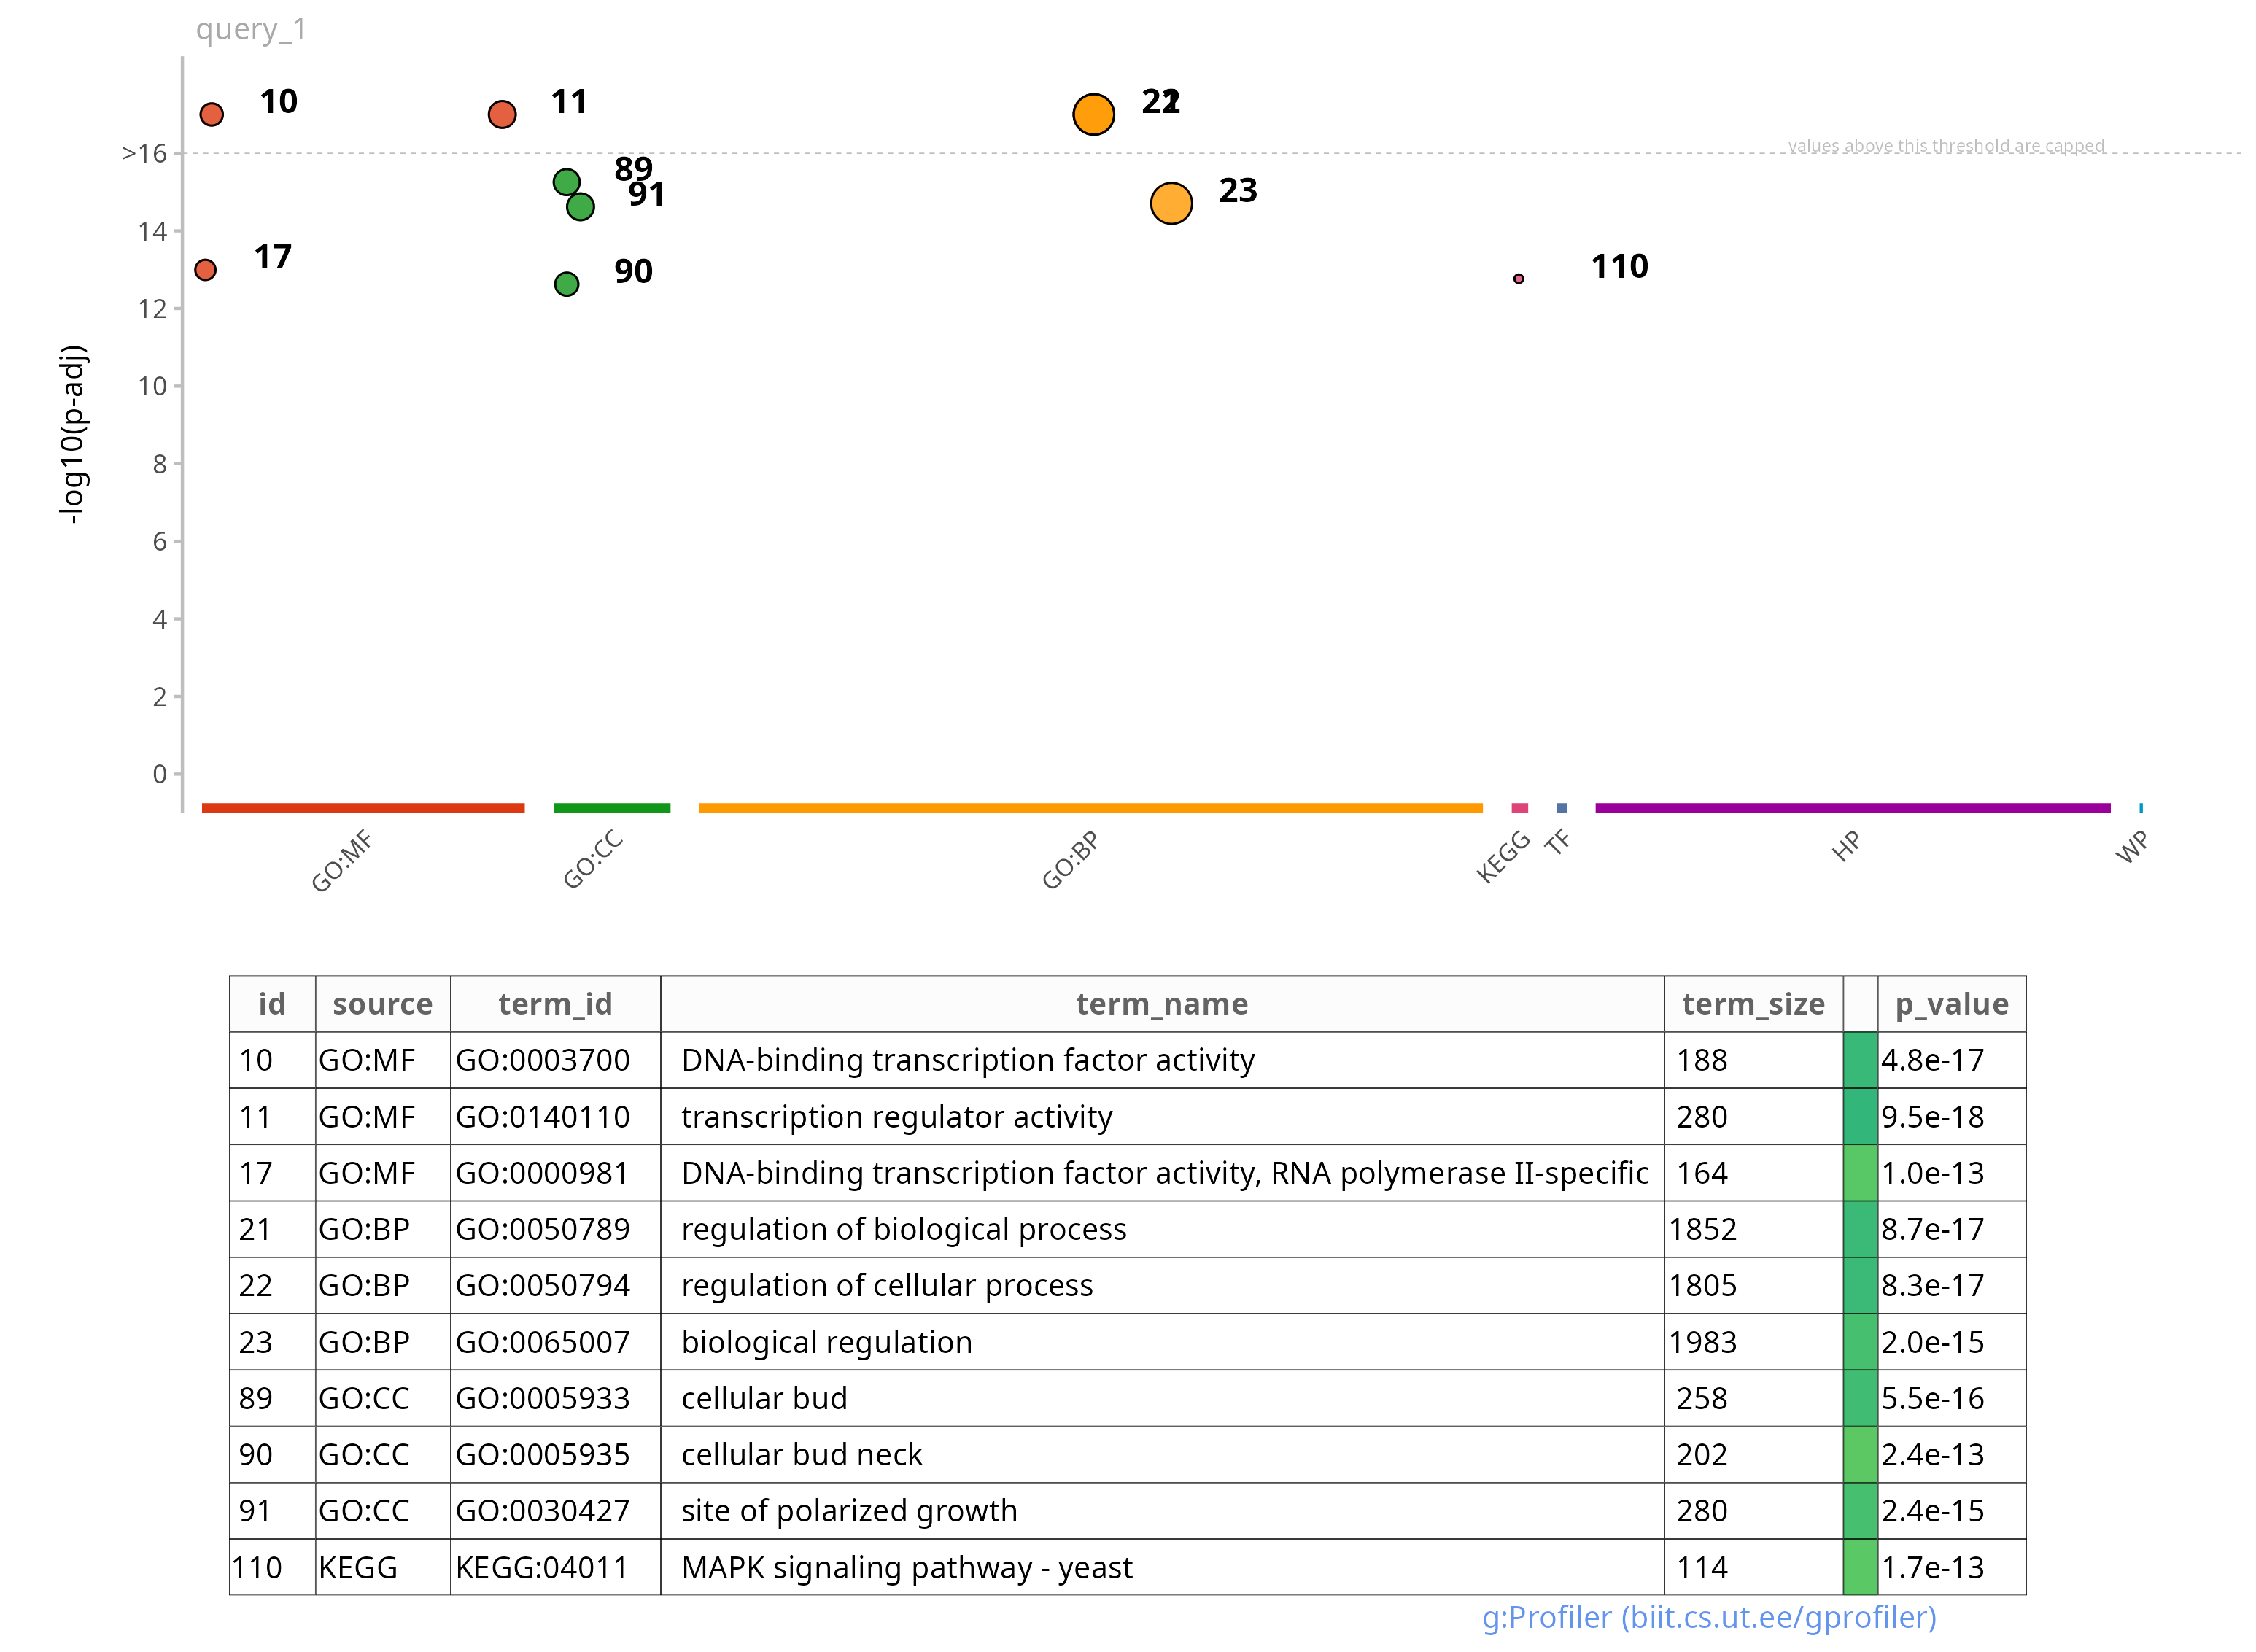 query_1
10
11
21
22
>16
values above this threshold are capped
89
91
23
14
17
90
110
12
-log10(p-adj)
10
8
6
4
2
0
GO:MF
GO:CC
GO:BP
KEGG
TF
HP
WP
id source term_id term_name term_size p_value
10 GO:MF GO:0003700 DNA-binding transcription factor activity 188 4.8e-17
11 GO:MF GO:0140110 transcription regulator activity 280 9.5e-18
17 GO:MF GO:0000981 DNA-binding transcription factor activity, RNA polymerase II-specific 164 1.0e-13
21 GO:BP GO:0050789 regulation of biological process 1852 8.7e-17
22 GO:BP GO:0050794 regulation of cellular process 1805 8.3e-17
23 GO:BP GO:0065007 biological regulation 1983 2.0e-15
89 GO:CC GO:0005933 cellular bud 258 5.5e-16
90 GO:CC GO:0005935 cellular bud neck 202 2.4e-13
91 GO:CC GO:0030427 site of polarized growth 280 2.4e-15
110 KEGG KEGG:04011 MAPK signaling pathway - yeast 114 1.7e-13
g:Profiler (biit.cs.ut.ee/gprofiler)